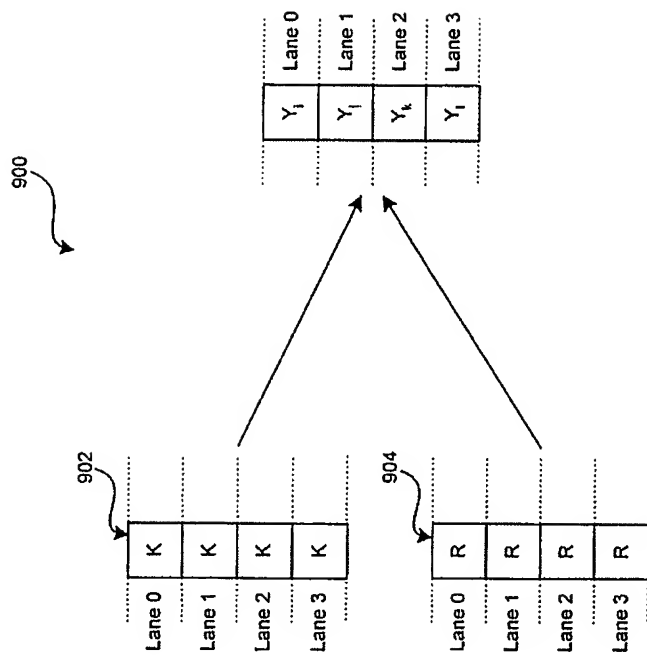 900
902
Lane 0 K
Lane 1 K
Lane 2 K
Lane 3 K
904
Lane 0 R
Lane 1 R
Lane 2 R
Lane 3 R
Yi Lane 0
Yj Lane 1
Yk Lane 2
Yl Lane 3